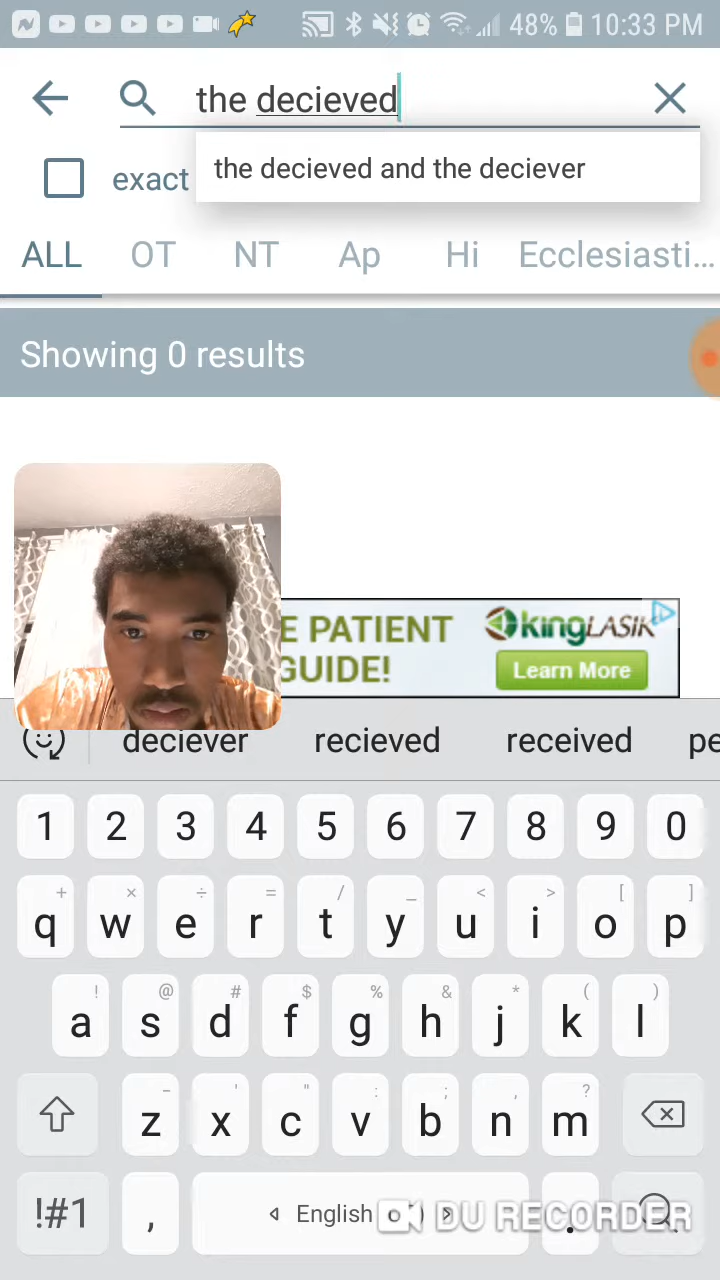 48% 10:33 PM
the decieved
the decieved and the deciever
exact
ALL OT NT Ap Hi Ecclesiasti...
Showing 0 results
E PATIENT
GUIDE!
kingLASIK
Learn More
deciever recieved received pe
1 2 3 4 5 6 7 8 9 0
+ × ÷ = / _ < > [ ]
q w e r t y u i o p
! @ # $ % & * ( )
a s d f g h j k l
- ' " : ; , ?
z x c v b n m
!#1 , English .
DU RECORDER